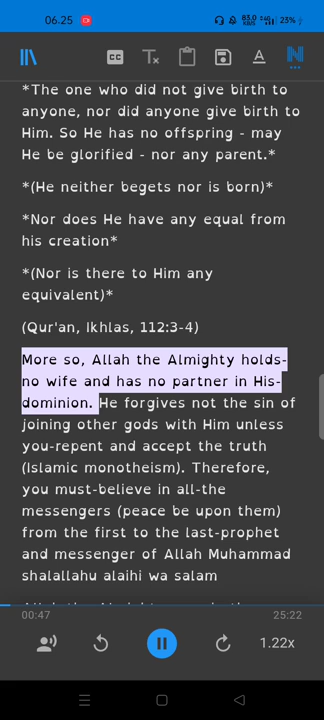 06.25
83.0
23%
CC
N
*The one who did not give birth to
anyone, nor did anyone give birth to
Him. So He has no offspring - may
He be glorified - nor any parent.*
*(He neither begets nor is born)*
*Nor does He have any equal from
his creation*
*(Nor is there to Him any
equivalent)*
(Qur'an, Ikhlas, 112:3-4)
More so, Allah the Almighty holds-
no wife and has no partner in His-
dominion. He forgives not the sin of
joining other gods with Him unless
you-repent and accept the truth
(Islamic monotheism). Therefore,
you must-believe in all-the
messengers (peace be upon them)
from the first to the last-prophet
and messenger of Allah Muhammad
shalallahu alaihi wa salam
00:47
25:22
1.22x